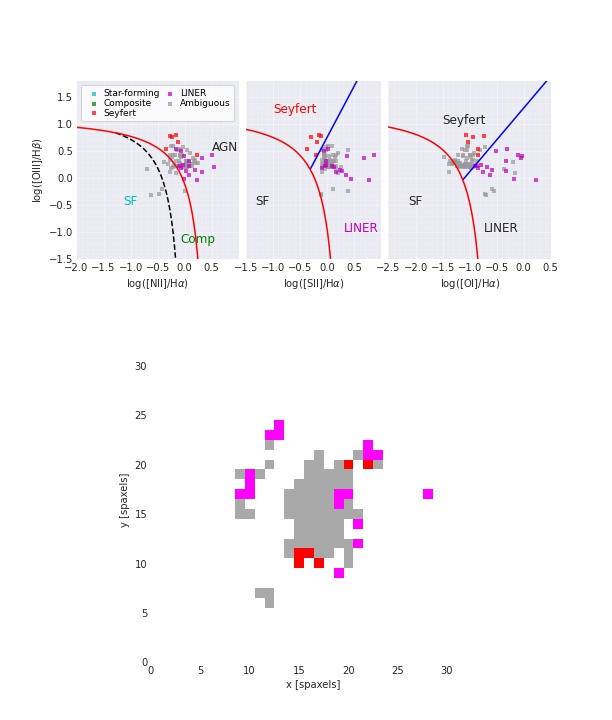 Star-forming LINER
Composite Ambiguous
Seyfert
1.5
1.0
0.5
0.0
−0.5
−1.0
−1.5
log([OIII]/Hβ)
AGN
SF
Comp
Seyfert
SF
LINER
Seyfert
SF
LINER
−2.0 −1.5 −1.0 −0.5 0.0 0.5
−1.0 −0.5 0.0 0.5
−2.5 −2.0 −1.5 −1.0 −0.5 0.0 0.5
log([NII]/Hα) log([SII]/Hα) log([OI]/Hα)
30
25
20
15
10
5
0
y [spaxels]
0 5 10 15 20 25 30
x [spaxels]